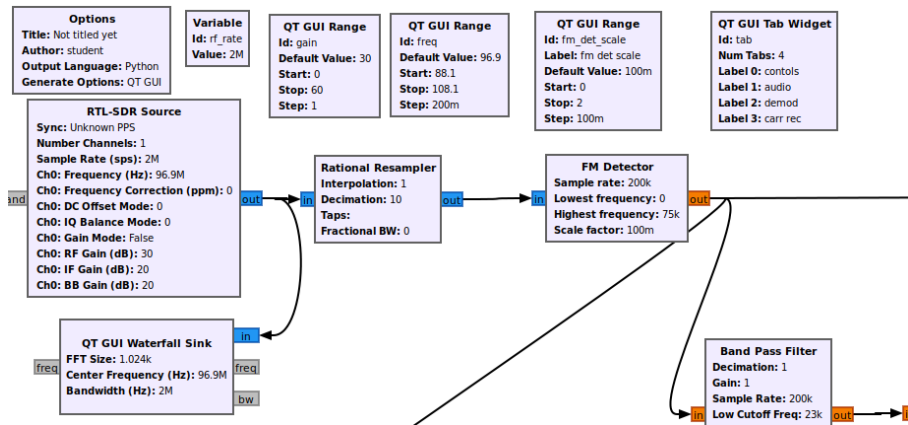 Options
Title: Not titled yet
Author: student
Output Language: Python
Generate Options: QT GUI
Variable
Id: rf_rate
Value: 2M
QT GUI Range
Id: gain
Default Value: 30
Start: 0
Stop: 60
Step: 1
QT GUI Range
Id: freq
Default Value: 96.9
Start: 88.1
Stop: 108.1
Step: 200m
QT GUI Range
Id: fm_det_scale
Label: fm det scale
Default Value: 100m
Start: 0
Stop: 2
Step: 100m
QT GUI Tab Widget
Id: tab
Num Tabs: 4
Label 0: contols
Label 1: audio
Label 2: demod
Label 3: carr rec
RTL-SDR Source
Sync: Unknown PPS
Number Channels: 1
Sample Rate (sps): 2M
Ch0: Frequency (Hz): 96.9M
Ch0: Frequency Correction (ppm): 0
Ch0: DC Offset Mode: 0
Ch0: IQ Balance Mode: 0
Ch0: Gain Mode: False
Ch0: RF Gain (dB): 30
Ch0: IF Gain (dB): 20
Ch0: BB Gain (dB): 20
and
out
in
Rational Resampler
Interpolation: 1
Decimation: 10
Taps:
Fractional BW: 0
out
in
FM Detector
Sample rate: 200k
Lowest frequency: 0
Highest frequency: 75k
Scale factor: 100m
out
QT GUI Waterfall Sink
FFT Size: 1.024k
Center Frequency (Hz): 96.9M
Bandwidth (Hz): 2M
freq
in
freq
bw
Band Pass Filter
Decimation: 1
Gain: 1
Sample Rate: 200k
Low Cutoff Freq: 23k
in
out